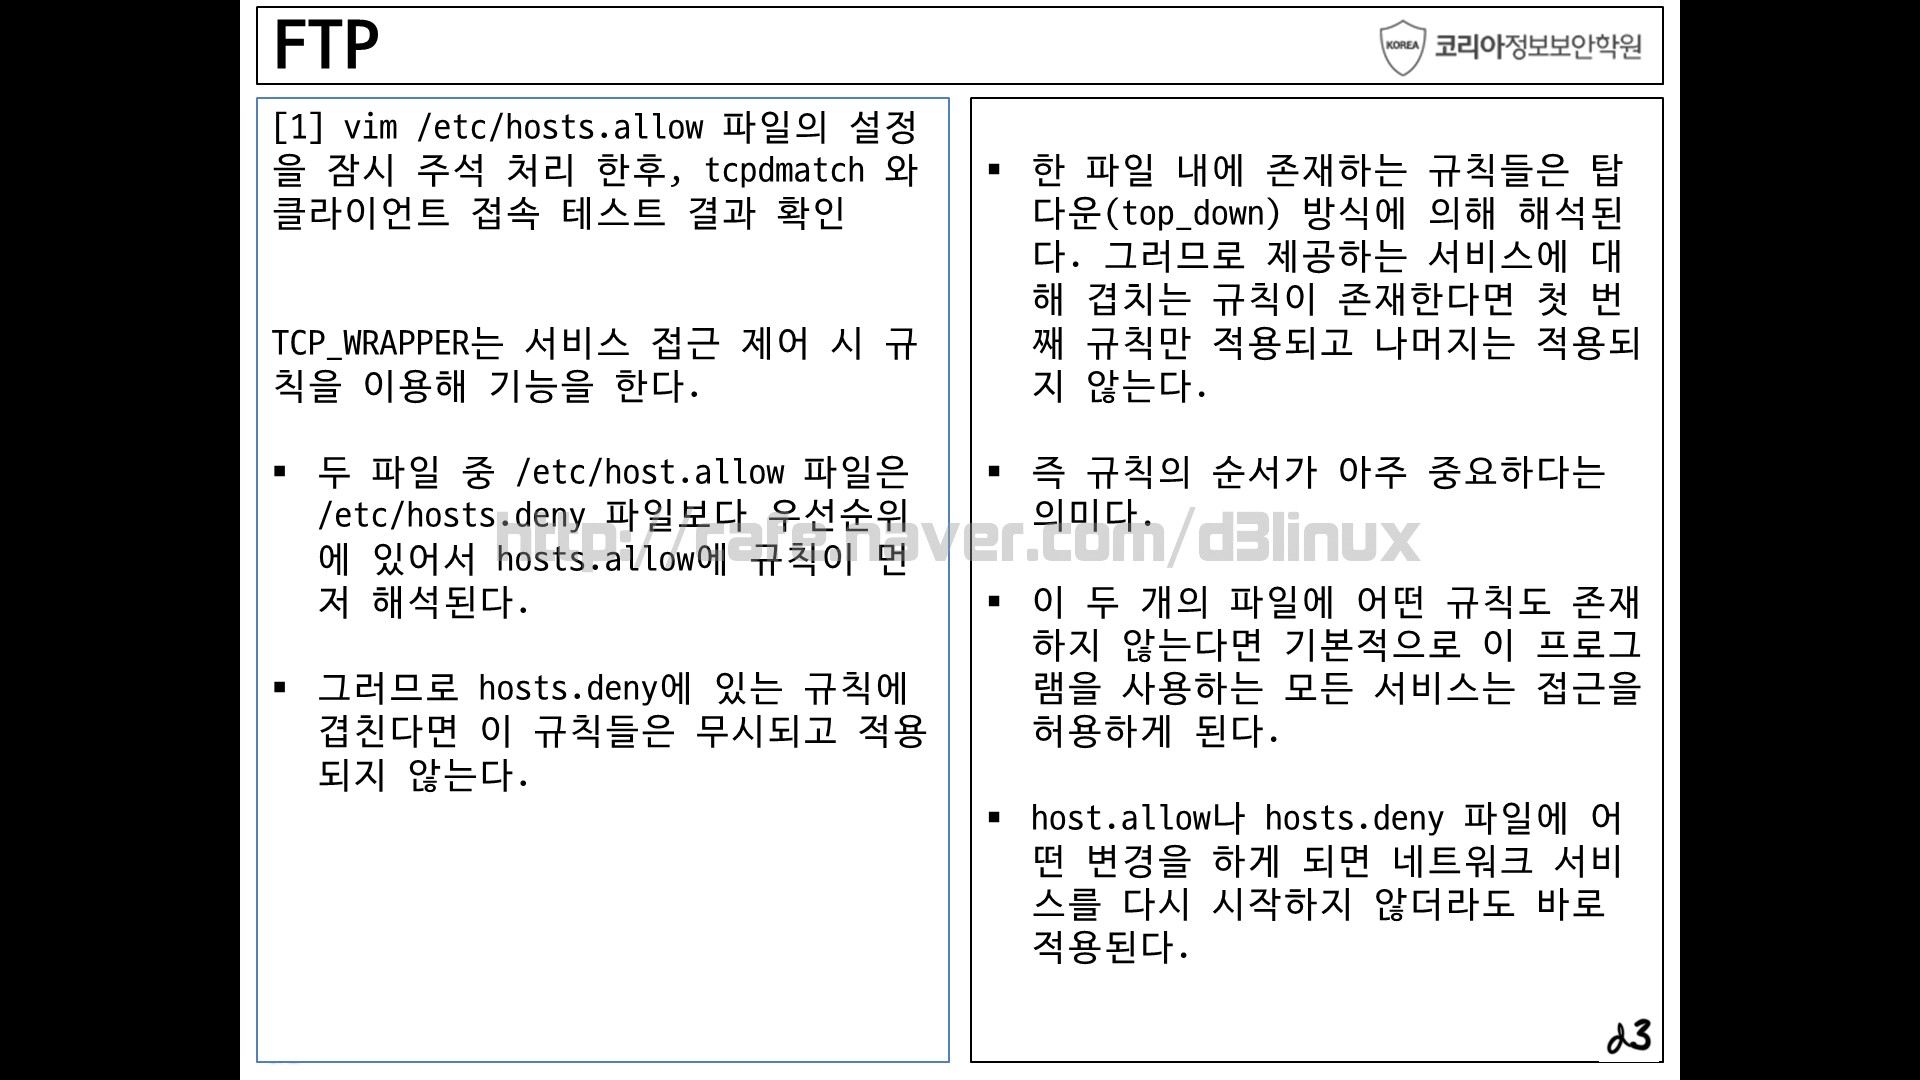 FTP
KOREA 코리아정보보안학원
[1] vim /etc/hosts.allow 파일의 설정
을 잠시 주석 처리 한후, tcpdmatch 와
클라이언트 접속 테스트 결과 확인
TCP_WRAPPER는 서비스 접근 제어 시 규
칙을 이용해 기능을 한다.
▪ 두 파일 중 /etc/host.allow 파일은
/etc/hosts.deny 파일보다 우선순위
에 있어서 hosts.allow에 규칙이 먼
저 해석된다.
▪ 그러므로 hosts.deny에 있는 규칙에
겹친다면 이 규칙들은 무시되고 적용
되지 않는다.
▪ 한 파일 내에 존재하는 규칙들은 탑
다운(top_down) 방식에 의해 해석된
다. 그러므로 제공하는 서비스에 대
해 겹치는 규칙이 존재한다면 첫 번
째 규칙만 적용되고 나머지는 적용되
지 않는다.
▪ 즉 규칙의 순서가 아주 중요하다는
의미다.
▪ 이 두 개의 파일에 어떤 규칙도 존재
하지 않는다면 기본적으로 이 프로그
램을 사용하는 모든 서비스는 접근을
허용하게 된다.
▪ host.allow나 hosts.deny 파일에 어
떤 변경을 하게 되면 네트워크 서비
스를 다시 시작하지 않더라도 바로
적용된다.
http://cafe.naver.com/d3linux
d3